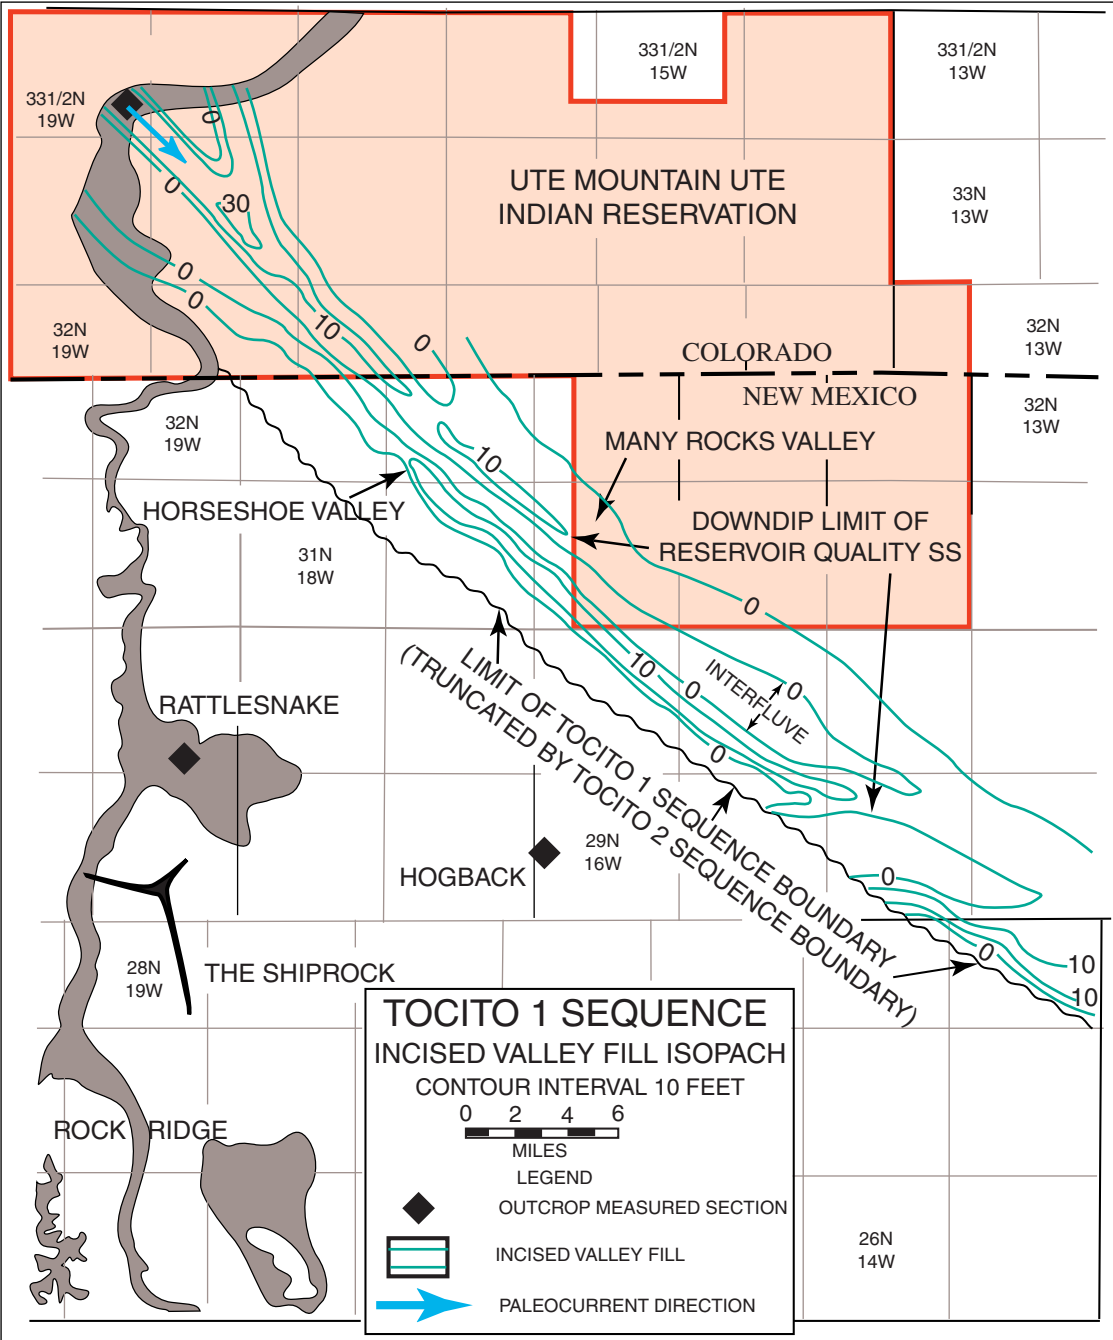 331/2N
15W
331/2N
13W
331/2N
19W
0
UTE MOUNTAIN UTE
INDIAN RESERVATION
0
30
33N
13W
0
0
10
0
32N
19W
COLORADO
32N
13W
NEW MEXICO
32N
19W
32N
13W
MANY ROCKS VALLEY
10
HORSESHOE VALLEY
DOWNDIP LIMIT OF
RESERVOIR QUALITY SS
31N
18W
0
10
0
INTERFLUVE
0
0
LIMIT OF TOCITO 1 SEQUENCE BOUNDARY
(TRUNCATED BY TOCITO 2 SEQUENCE BOUNDARY)
RATTLESNAKE
29N
16W
HOGBACK
0
0
10
10
28N
19W
THE SHIPROCK
ROCK RIDGE
26N
14W
TOCITO 1 SEQUENCE
INCISED VALLEY FILL ISOPACH
CONTOUR INTERVAL 10 FEET
0 2 4 6
MILES
LEGEND
OUTCROP MEASURED SECTION
INCISED VALLEY FILL
PALEOCURRENT DIRECTION